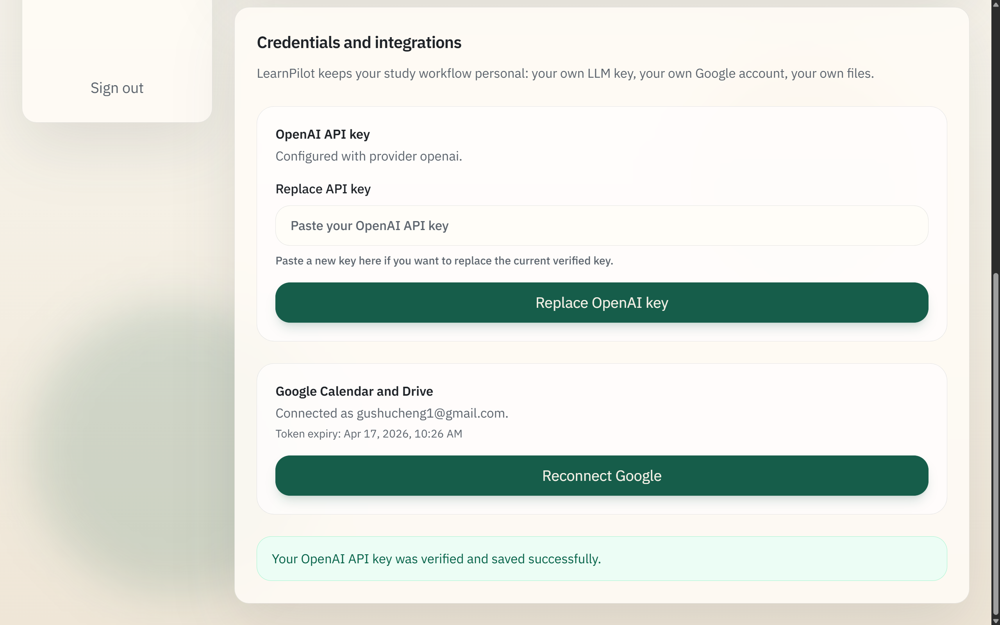 Sign out
Credentials and integrations
LearnPilot keeps your study workflow personal: your own LLM key, your own Google account, your own files.
OpenAI API key
Configured with provider openai.
Replace API key
Paste your OpenAI API key
Paste a new key here if you want to replace the current verified key.
Replace OpenAI key
Google Calendar and Drive
Connected as gushucheng1@gmail.com.
Token expiry: Apr 17, 2026, 10:26 AM
Reconnect Google
Your OpenAI API key was verified and saved successfully.